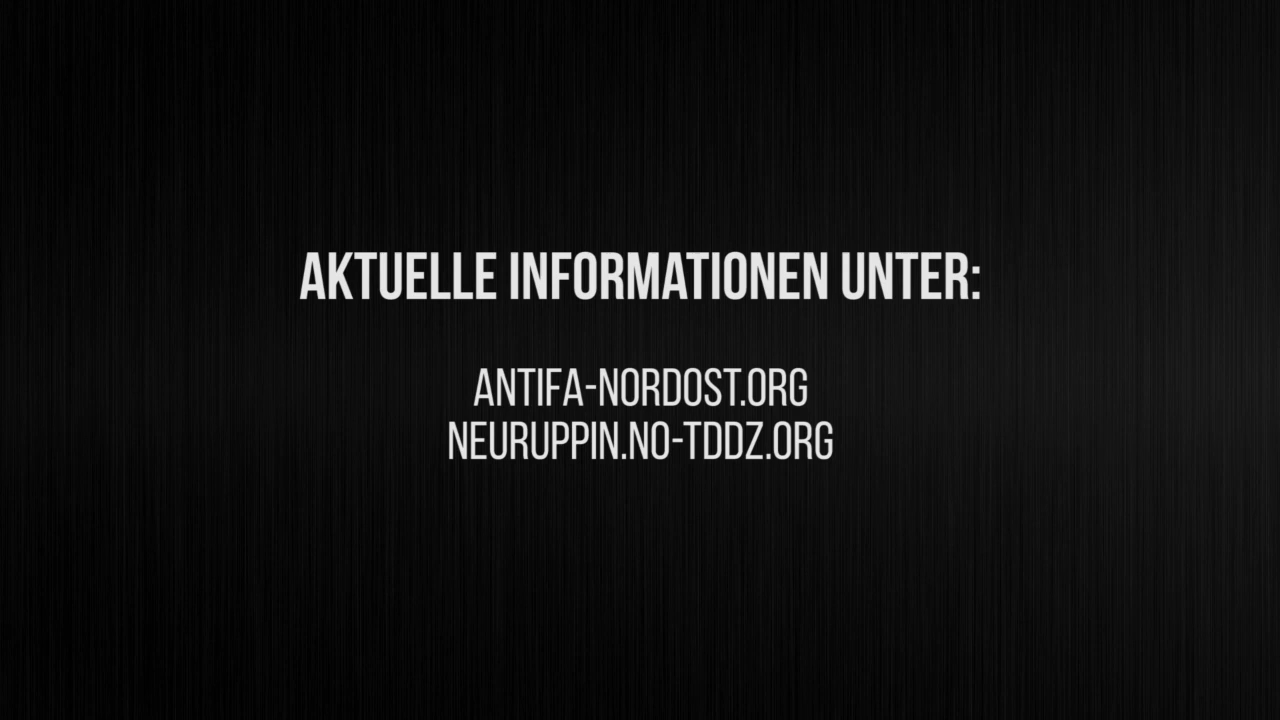 AKTUELLE INFORMATIONEN UNTER:
ANTIFA-NORDOST.ORG
NEURUPPIN.NO-TDDZ.ORG